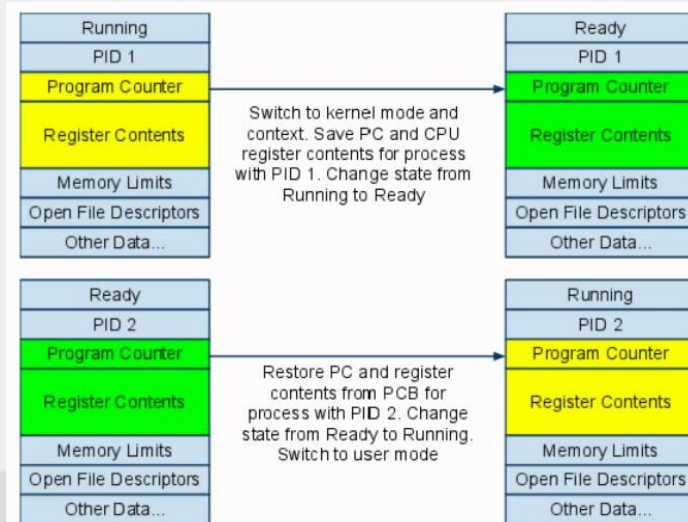 Running
PID 1
Program Counter
Register Contents
Memory Limits
Open File Descriptors
Other Data...
Switch to kernel mode and
context. Save PC and CPU
register contents for process
with PID 1. Change state from
Running to Ready
Ready
PID 1
Program Counter
Register Contents
Memory Limits
Open File Descriptors
Other Data...
Ready
PID 2
Program Counter
Register Contents
Memory Limits
Open File Descriptors
Other Data...
Restore PC and register
contents from PCB for
process with PID 2. Change
state from Ready to Running.
Switch to user mode
Running
PID 2
Program Counter
Register Contents
Memory Limits
Open File Descriptors
Other Data...